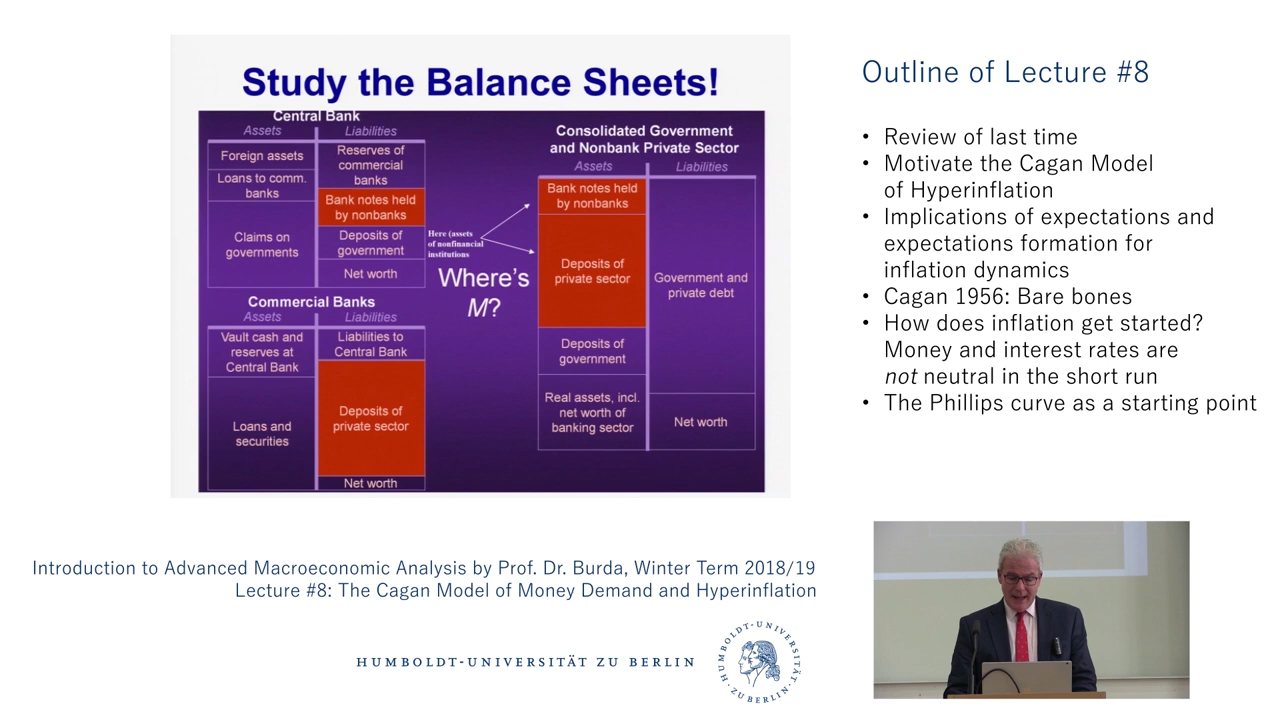 Study the Balance Sheets!
Central Bank
Assets
Liabilities
Foreign assets
Loans to comm.
banks
Claims on
governments
Reserves of
commercial
banks
Bank notes held
by nonbanks
Deposits of
government
Net worth
Commercial Banks
Assets
Liabilities
Vault cash and
reserves at
Central Bank
Loans and
securities
Liabilities to
Central Bank
Deposits of
private sector
Net worth
Here (assets
of nonfinancial
institutions
Where's
M?
Consolidated Government
and Nonbank Private Sector
Assets
Liabilities
Bank notes held
by nonbanks
Deposits of
private sector
Deposits of
government
Real assets, incl.
net worth of
banking sector
Government and
private debt
Net worth
Outline of Lecture #8
• Review of last time
• Motivate the Cagan Model
of Hyperinflation
• Implications of expectations and
expectations formation for
inflation dynamics
• Cagan 1956: Bare bones
• How does inflation get started?
Money and interest rates are
not neutral in the short run
• The Phillips curve as a starting point
Introduction to Advanced Macroeconomic Analysis by Prof. Dr. Burda, Winter Term 2018/19
Lecture #8: The Cagan Model of Money Demand and Hyperinflation
HUMBOLDT-UNIVERSITÄT ZU BERLIN
HUMBOLDT-UNIVERSITÄT
ZU BERLIN